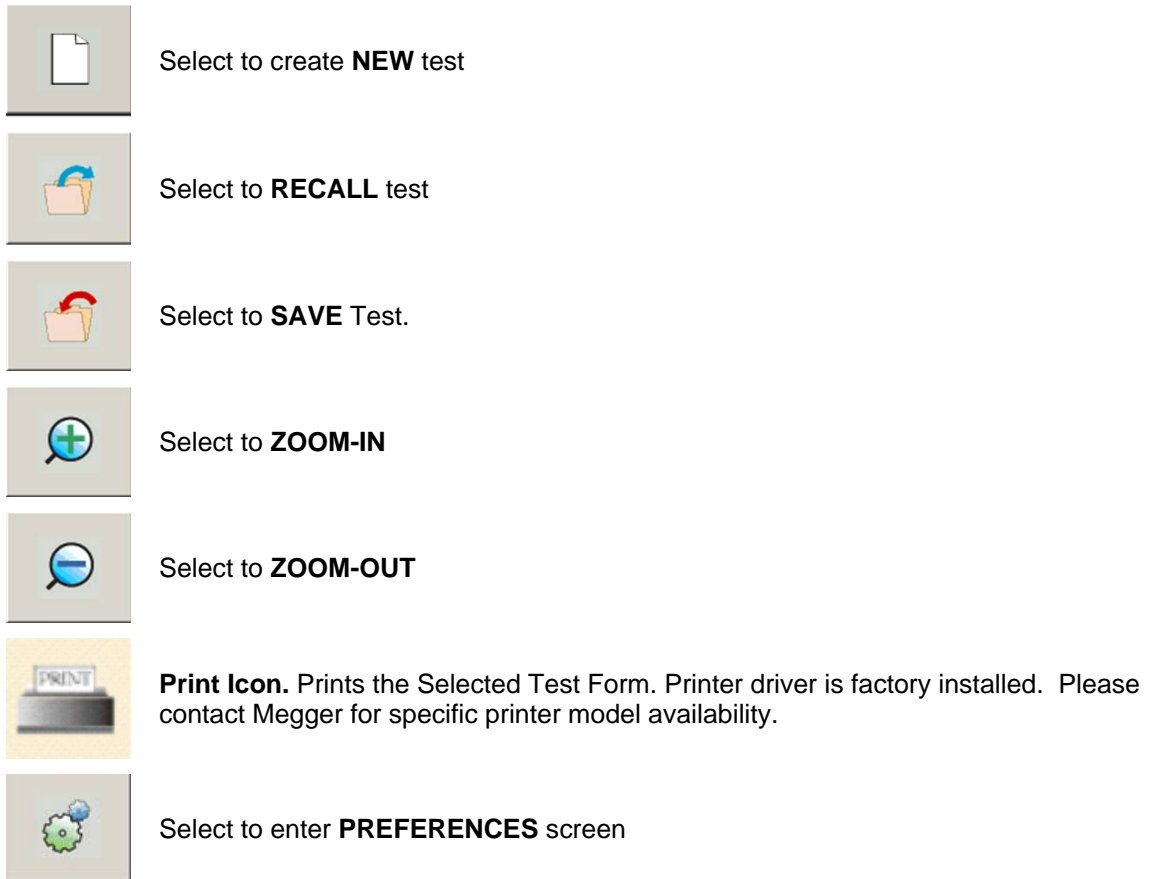 Select to create NEW test
Select to RECALL test
Select to SAVE Test.
Select to ZOOM-IN
Select to ZOOM-OUT
PRINT
Print Icon. Prints the Selected Test Form. Printer driver is factory installed.  Please
contact Megger for specific printer model availability.
Select to enter PREFERENCES screen